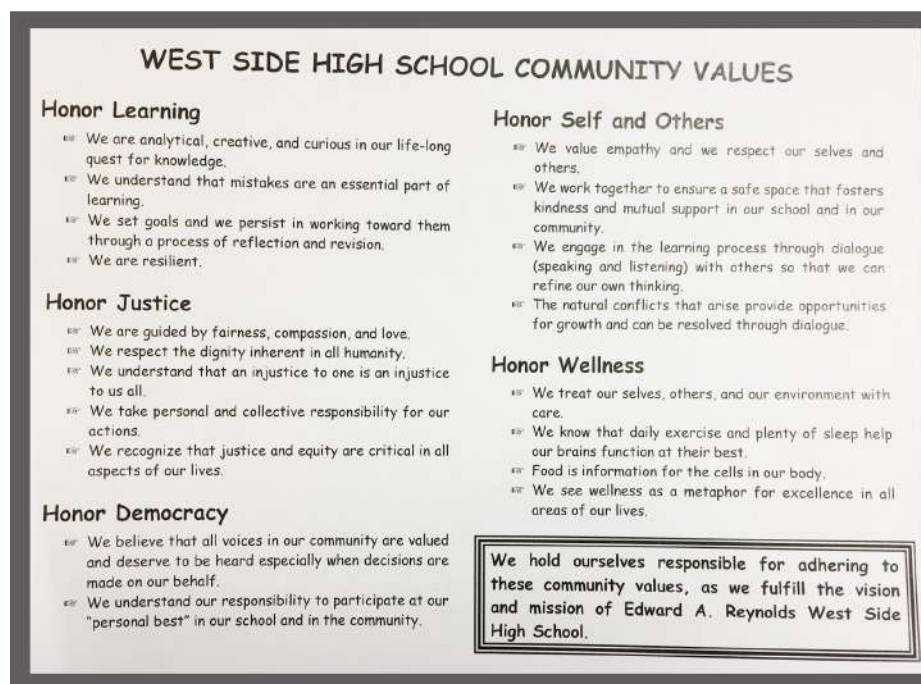 WEST SIDE HIGH SCHOOL COMMUNITY VALUES
Honor Learning
☞ We are analytical, creative, and curious in our life-long
quest for knowledge.
☞ We understand that mistakes are an essential part of
learning.
☞ We set goals and we persist in working toward them
through a process of reflection and revision.
☞ We are resilient.
Honor Justice
☞ We are guided by fairness, compassion, and love.
☞ We respect the dignity inherent in all humanity.
☞ We understand that an injustice to one is an injustice
to us all.
☞ We take personal and collective responsibility for our
actions.
☞ We recognize that justice and equity are critical in all
aspects of our lives.
Honor Democracy
☞ We believe that all voices in our community are valued
and deserve to be heard especially when decisions are
made on our behalf.
☞ We understand our responsibility to participate at our
"personal best" in our school and in the community.
Honor Self and Others
☞ We value empathy and we respect our selves and
others.
☞ We work together to ensure a safe space that fosters
kindness and mutual support in our school and in our
community.
☞ We engage in the learning process through dialogue
(speaking and listening) with others so that we can
refine our own thinking.
☞ The natural conflicts that arise provide opportunities
for growth and can be resolved through dialogue.
Honor Wellness
☞ We treat our selves, others, and our environment with
care.
☞ We know that daily exercise and plenty of sleep help
our brains function at their best.
☞ Food is information for the cells in our body.
☞ We see wellness as a metaphor for excellence in all
areas of our lives.
We hold ourselves responsible for adhering to
these community values, as we fulfill the vision
and mission of Edward A. Reynolds West Side
High School.